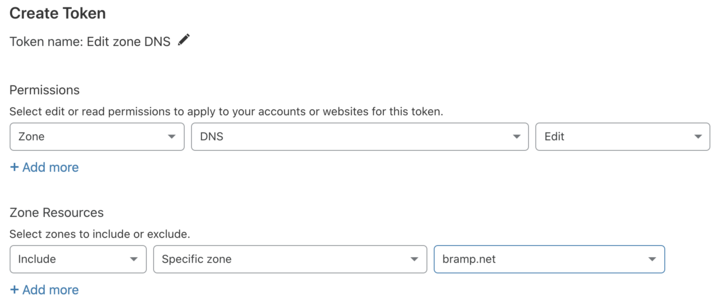 Create Token
Token name: Edit zone DNS
Permissions
Select edit or read permissions to apply to your accounts or websites for this token.
Zone DNS Edit
+ Add more
Zone Resources
Select zones to include or exclude.
Include Specific zone bramp.net
+ Add more